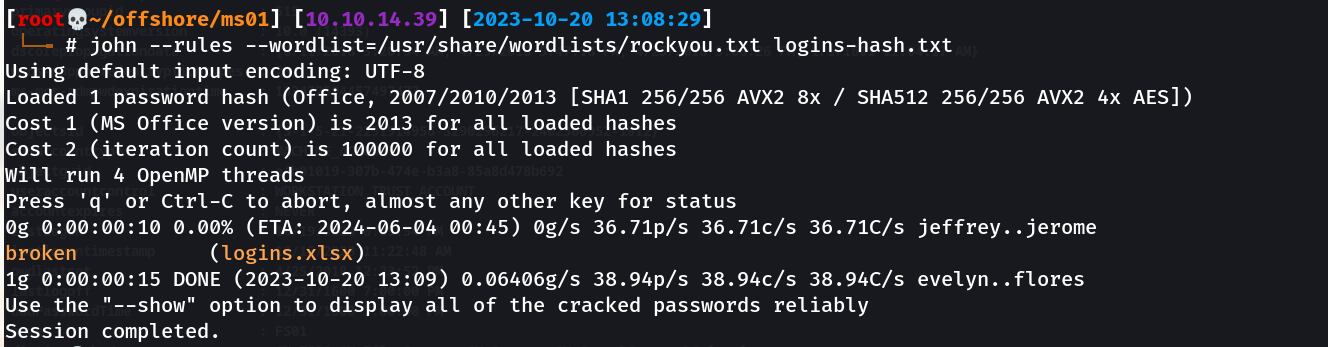 [root💀~/offshore/ms01] [10.10.14.39] [2023-10-20 13:08:29]
└──╼ # john --rules --wordlist=/usr/share/wordlists/rockyou.txt logins-hash.txt
Using default input encoding: UTF-8
Loaded 1 password hash (Office, 2007/2010/2013 [SHA1 256/256 AVX2 8x / SHA512 256/256 AVX2 4x AES])
Cost 1 (MS Office version) is 2013 for all loaded hashes
Cost 2 (iteration count) is 100000 for all loaded hashes
Will run 4 OpenMP threads
Press 'q' or Ctrl-C to abort, almost any other key for status
0g 0:00:00:10 0.00% (ETA: 2024-06-04 00:45) 0g/s 36.71p/s 36.71c/s 36.71C/s jeffrey..jerome
broken           (logins.xlsx)
1g 0:00:00:15 DONE (2023-10-20 13:09) 0.06406g/s 38.94p/s 38.94c/s 38.94C/s evelyn..flores
Use the "--show" option to display all of the cracked passwords reliably
Session completed.